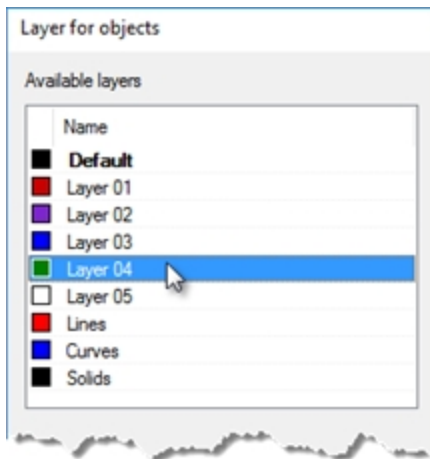 Layer for objects
Available layers
Name
Default
Layer 01
Layer 02
Layer 03
Layer 04
Layer 05
Lines
Curves
Solids